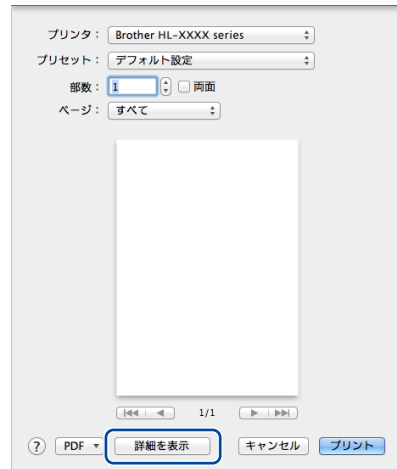 プリンタ： Brother HL-XXXX series
プリセット： デフォルト設定
部数： 1 両面
ページ： すべて
1/1
? PDF 詳細を表示 キャンセル プリント